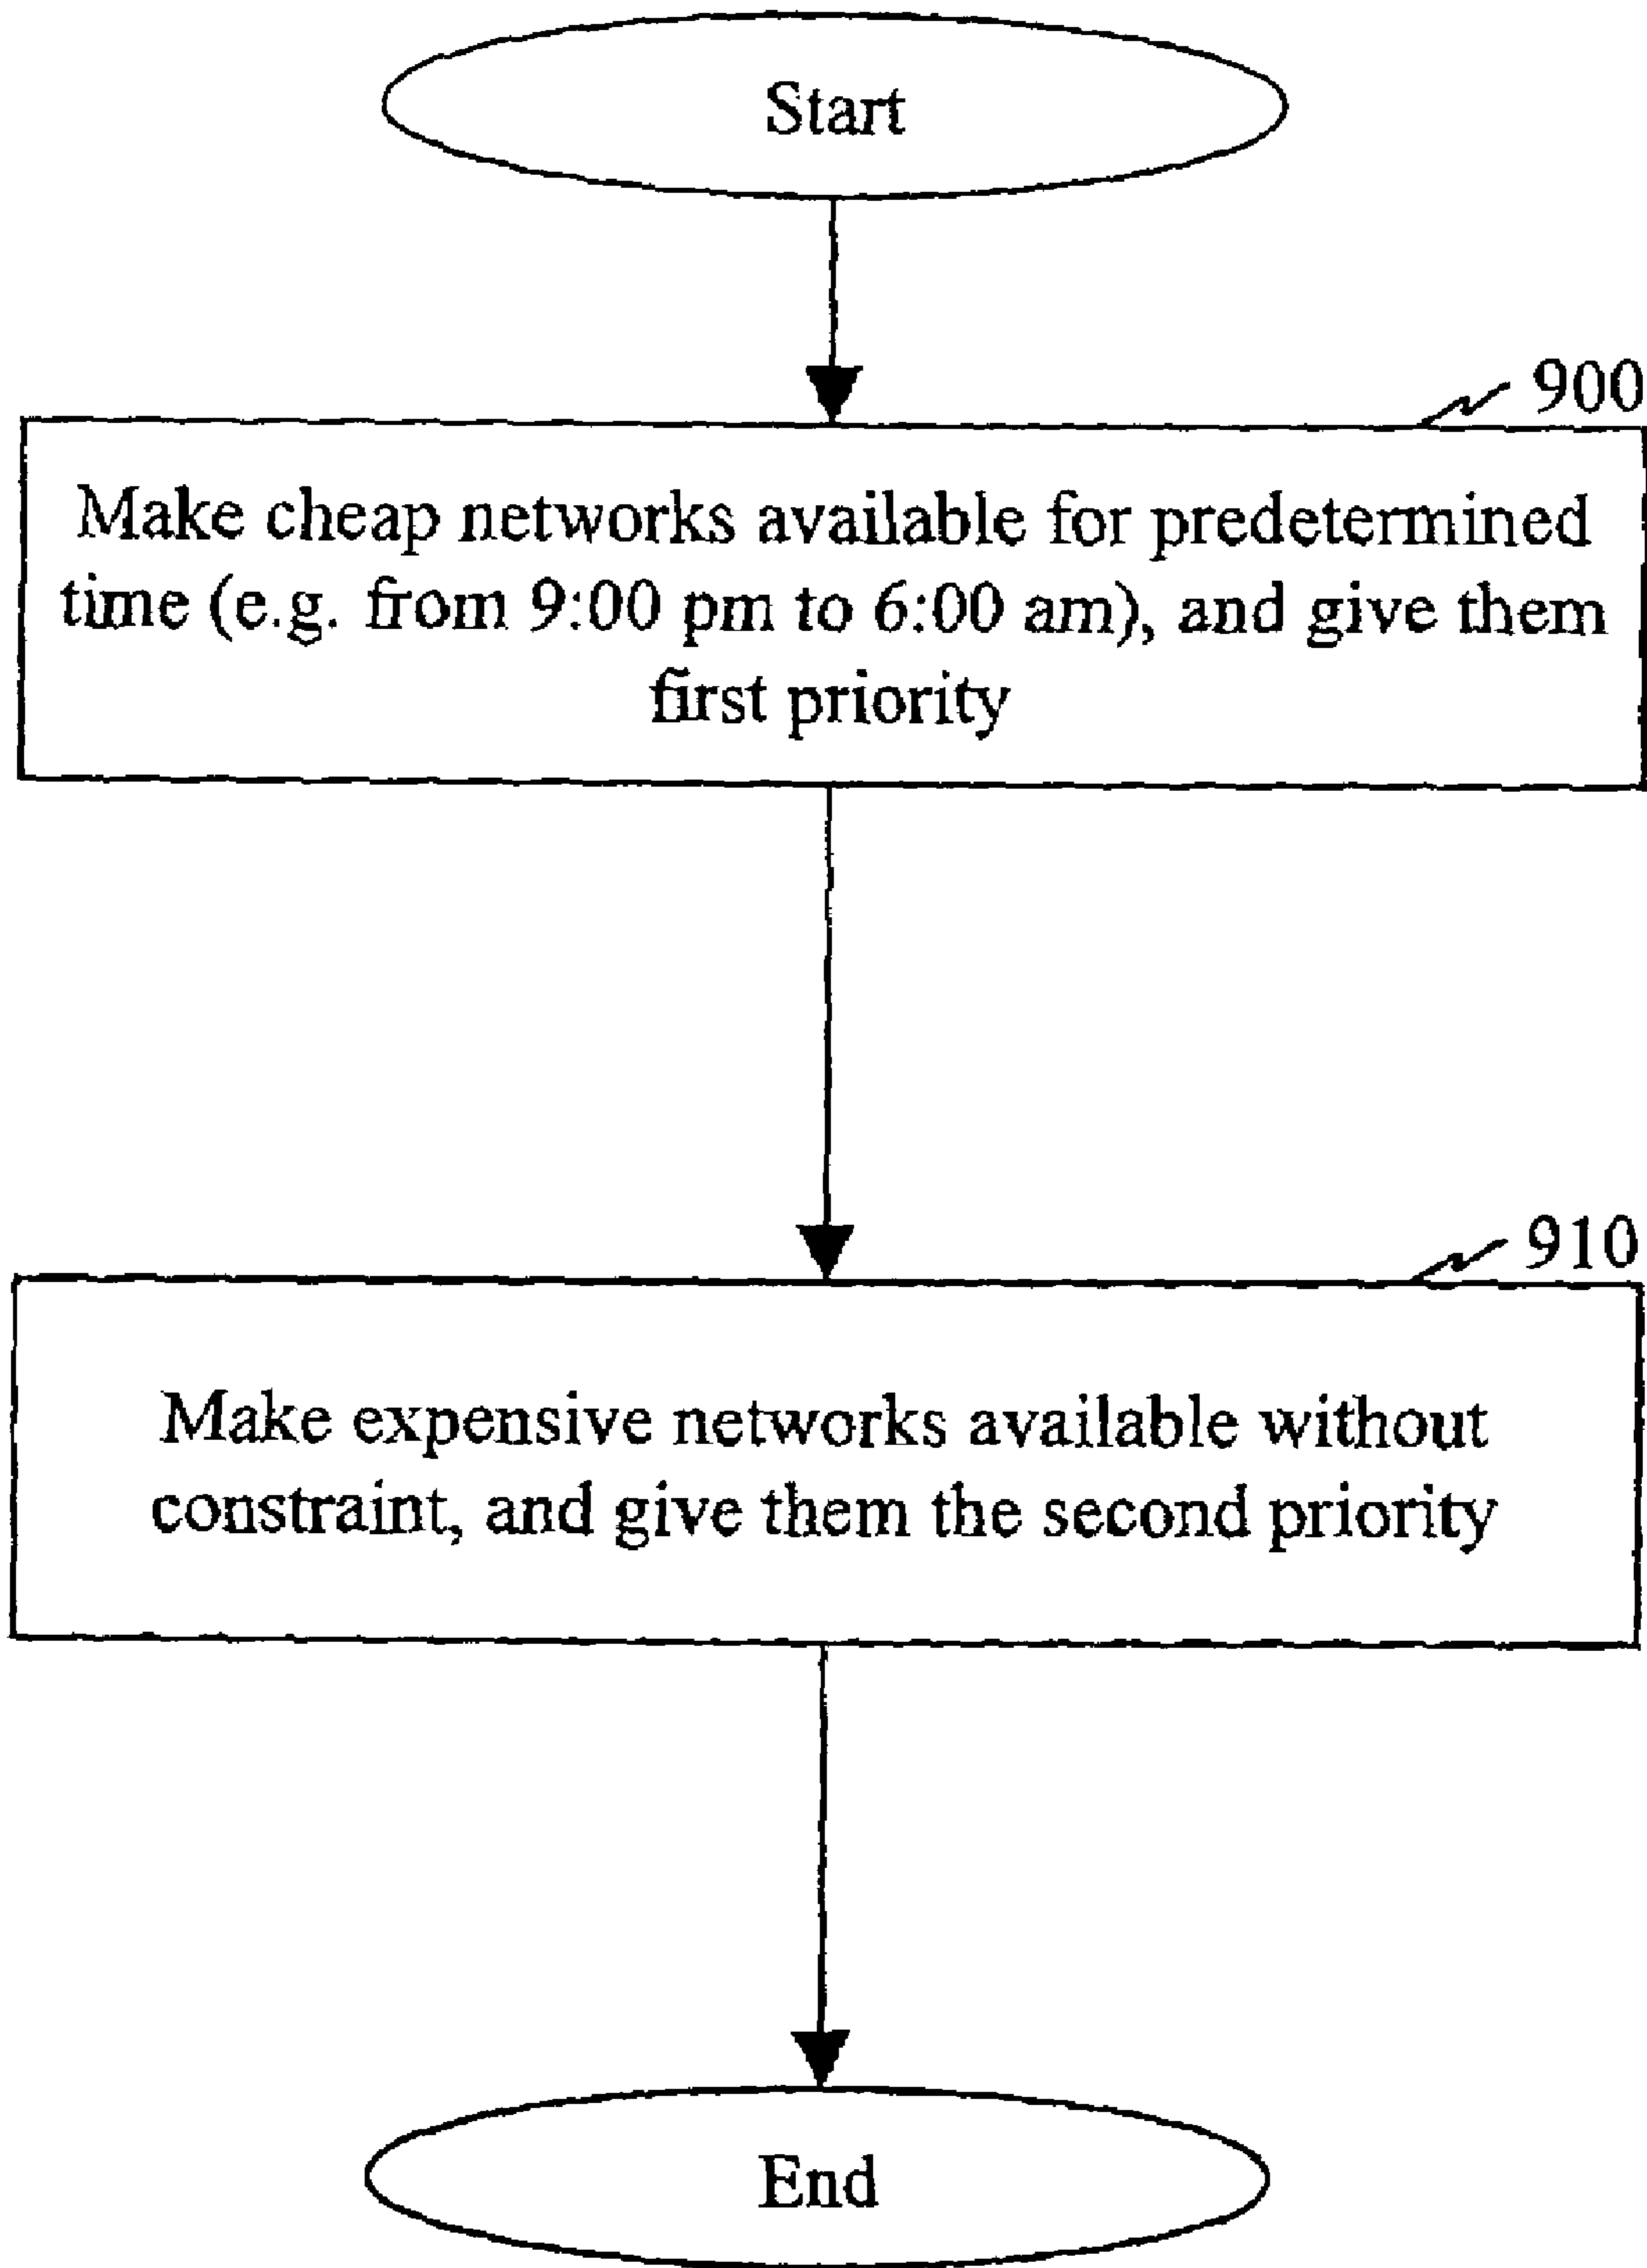 Start
900
Make cheap networks available for predetermined
time (e.g. from 9:00 pm to 6:00 am), and give them
first priority
910
Make expensive networks available without
constraint, and give them the second priority
End